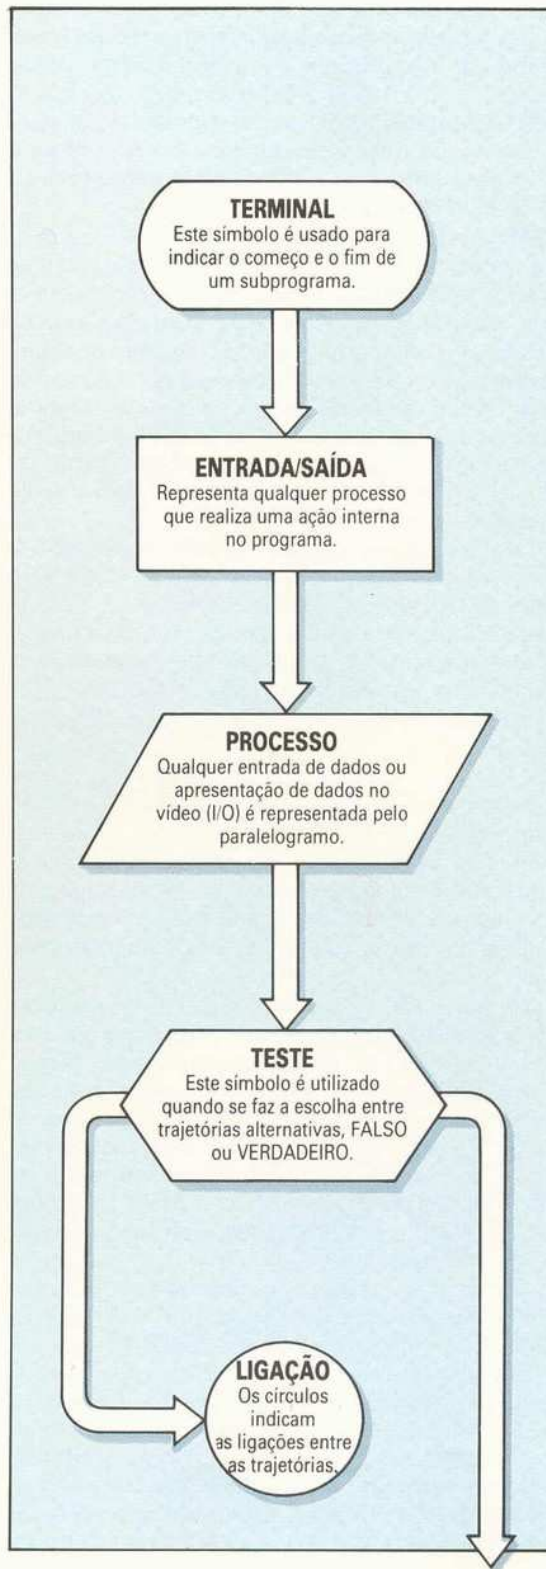 TERMINAL
Este símbolo é usado para
indicar o começo e o fim de
um subprograma.
ENTRADA/SAÍDA
Representa qualquer processo
que realiza uma ação interna
no programa.
PROCESSO
Qualquer entrada de dados ou
apresentação de dados no
vídeo (I/O) é representada pelo
paralelogramo.
TESTE
Este símbolo é utilizado
quando se faz a escolha entre
trajetórias alternativas, FALSO
ou VERDADEIRO.
LIGAÇÃO
Os círculos
indicam
as ligações entre
as trajetórias.